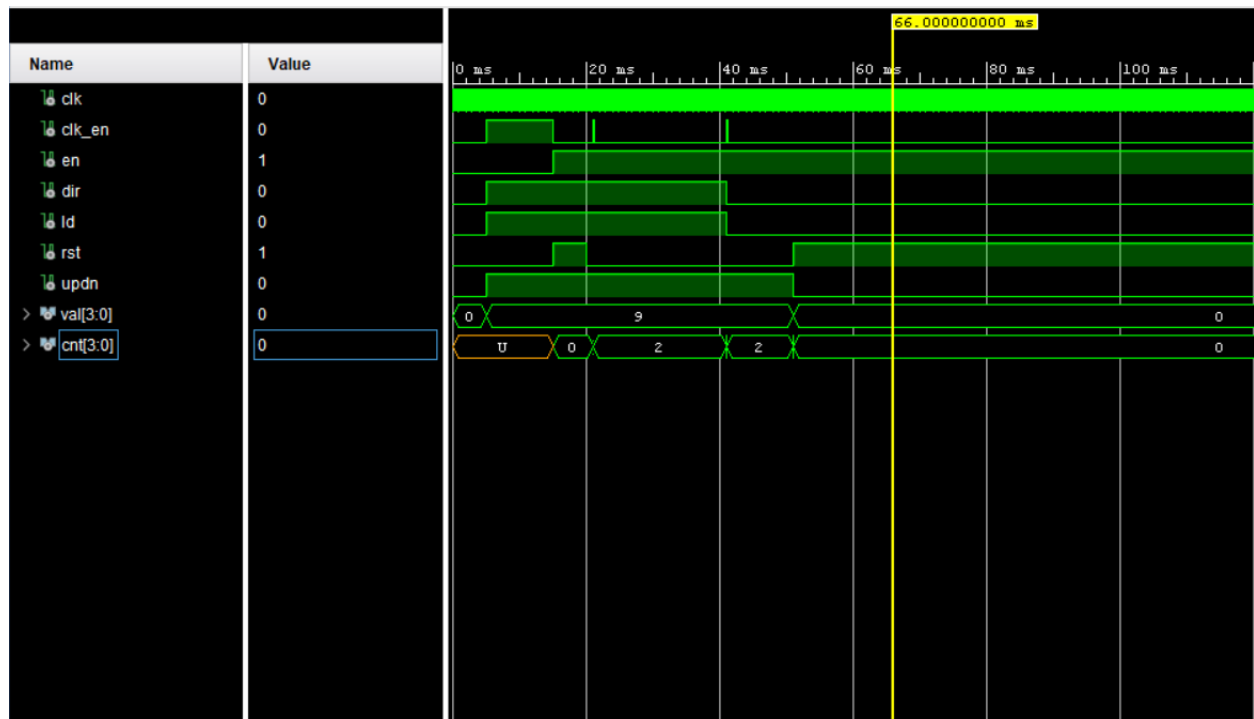 66.000000000 ms
Name Value
0 ms 20 ms 40 ms 60 ms 80 ms 100 ms
clk 0
clk_en 0
en 1
dir 0
ld 0
rst 1
updn 0
val[3:0] 0 0 9 0
cnt[3:0] 0 U 0 2 2 0